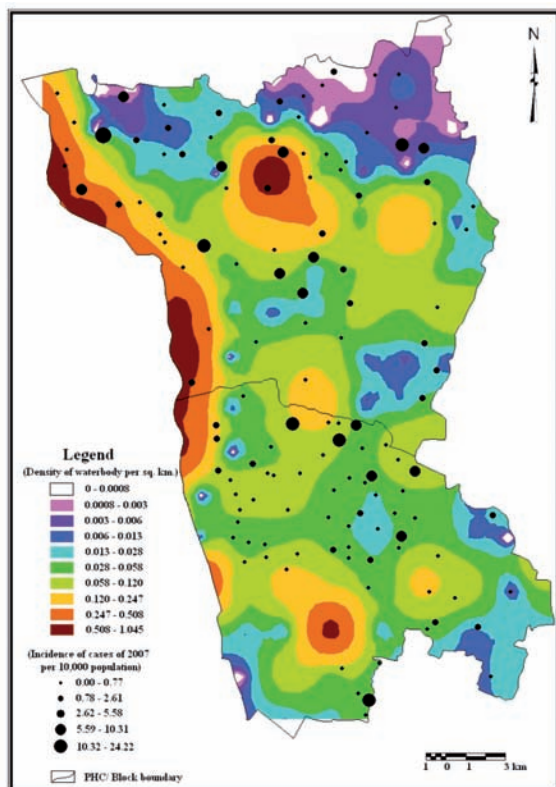 N
Legend
(Density of waterbody per sq. km.)
0 - 0.0008
0.0008 - 0.003
0.003 - 0.006
0.006 - 0.013
0.013 - 0.028
0.028 - 0.058
0.058 - 0.120
0.120 - 0.247
0.247 - 0.508
0.508 - 1.045
(Incidence of cases of 2007
per 10,000 population)
0.00 - 0.77
0.78 - 2.61
2.62 - 5.58
5.59 - 10.31
10.32 - 24.22
PHC/ Block boundary
1 0 1 3 km